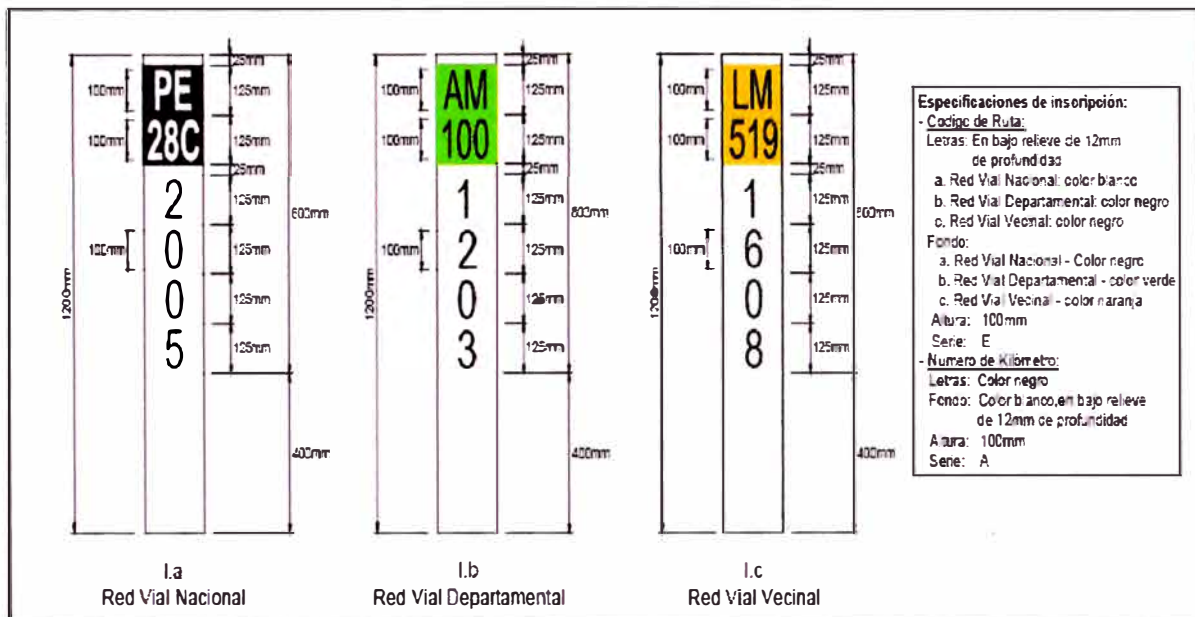 1200mm
100mm
100mm
100mm
PE
28C
2
0
0
5
25mm
125mm
125mm
25mm
125mm
125mm
125mm
125mm
800mm
400mm
I.a
Red Vial Nacional
1200mm
100mm
100mm
100mm
AM
100
1
2
0
3
25mm
125mm
125mm
25mm
125mm
125mm
125mm
125mm
800mm
400mm
I.b
Red Vial Departamental
1200mm
100mm
100mm
100mm
LM
519
1
6
0
8
25mm
125mm
125mm
25mm
125mm
125mm
125mm
125mm
800mm
400mm
I.c
Red Vial Vecinal
Especificaciones de inscripción:
- Codigo de Ruta:
Letras: En bajo relieve de 12mm
de profundidad
a. Red Vial Nacional: color blanco
b. Red Vial Departamental: color negro
c. Red Vial Vecinal: color negro
Fondo:
a. Red Vial Nacional - Color negro
b. Red Vial Departamental - color verde
c. Red Vial Vecinal - color naranja
Altura: 100mm
Serie: E
- Numero de Kilómetro:
Letras: Color negro
Fondo: Color blanco,en bajo relieve
de 12mm de profundidad
Altura: 100mm
Serie: A